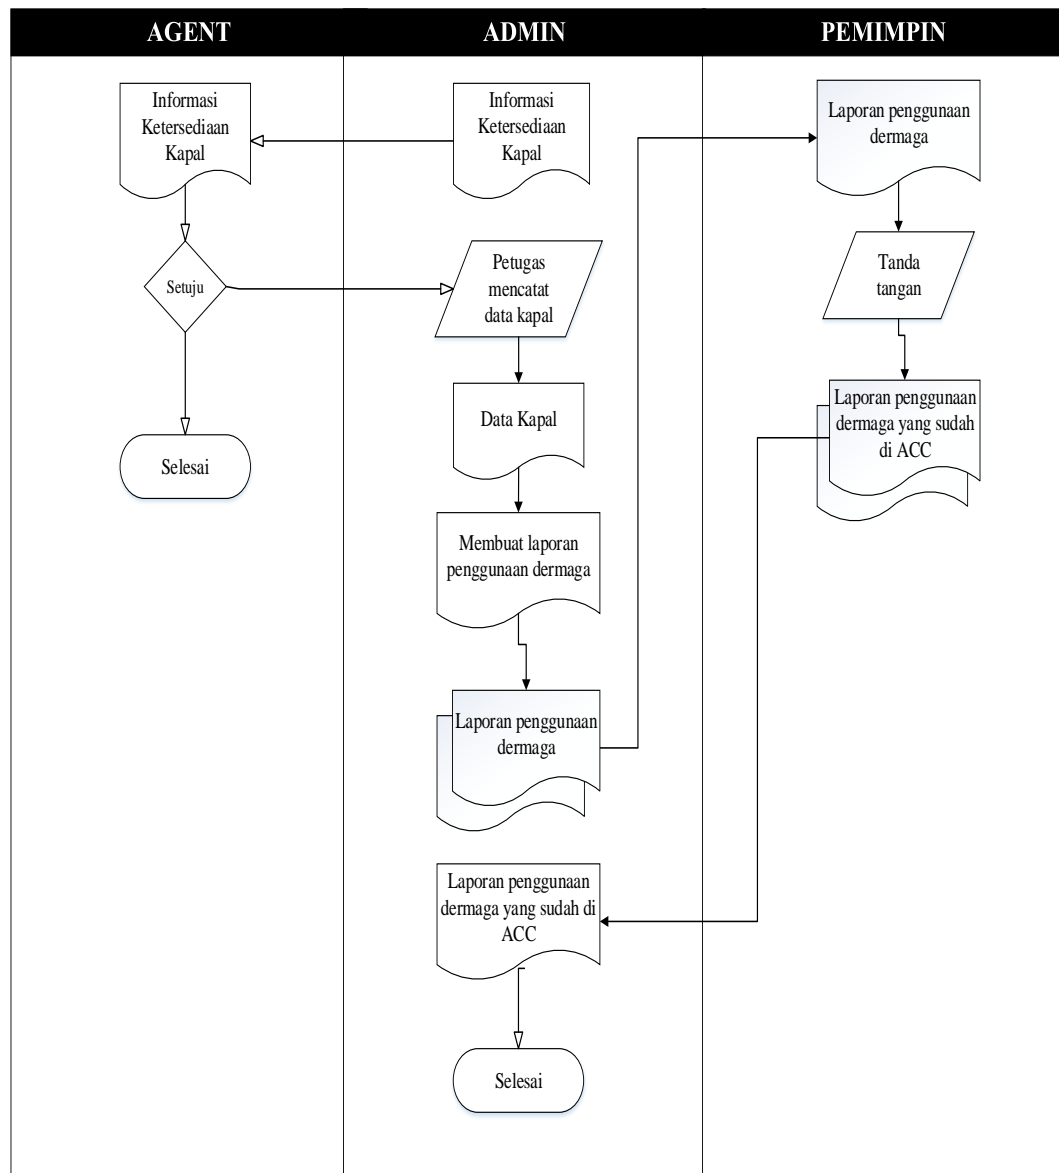 AGENT
ADMIN
PEMIMPIN
Informasi
Ketersediaan
Kapal
Setuju
Selesai
Informasi
Ketersediaan
Kapal
Petugas
mencatat
data kapal
Data Kapal
Membuat laporan
penggunaan dermaga
Laporan penggunaan
dermaga
Laporan penggunaan
dermaga yang sudah di
ACC
Selesai
Laporan penggunaan
dermaga
Tanda
tangan
Laporan penggunaan
dermaga yang sudah
di ACC